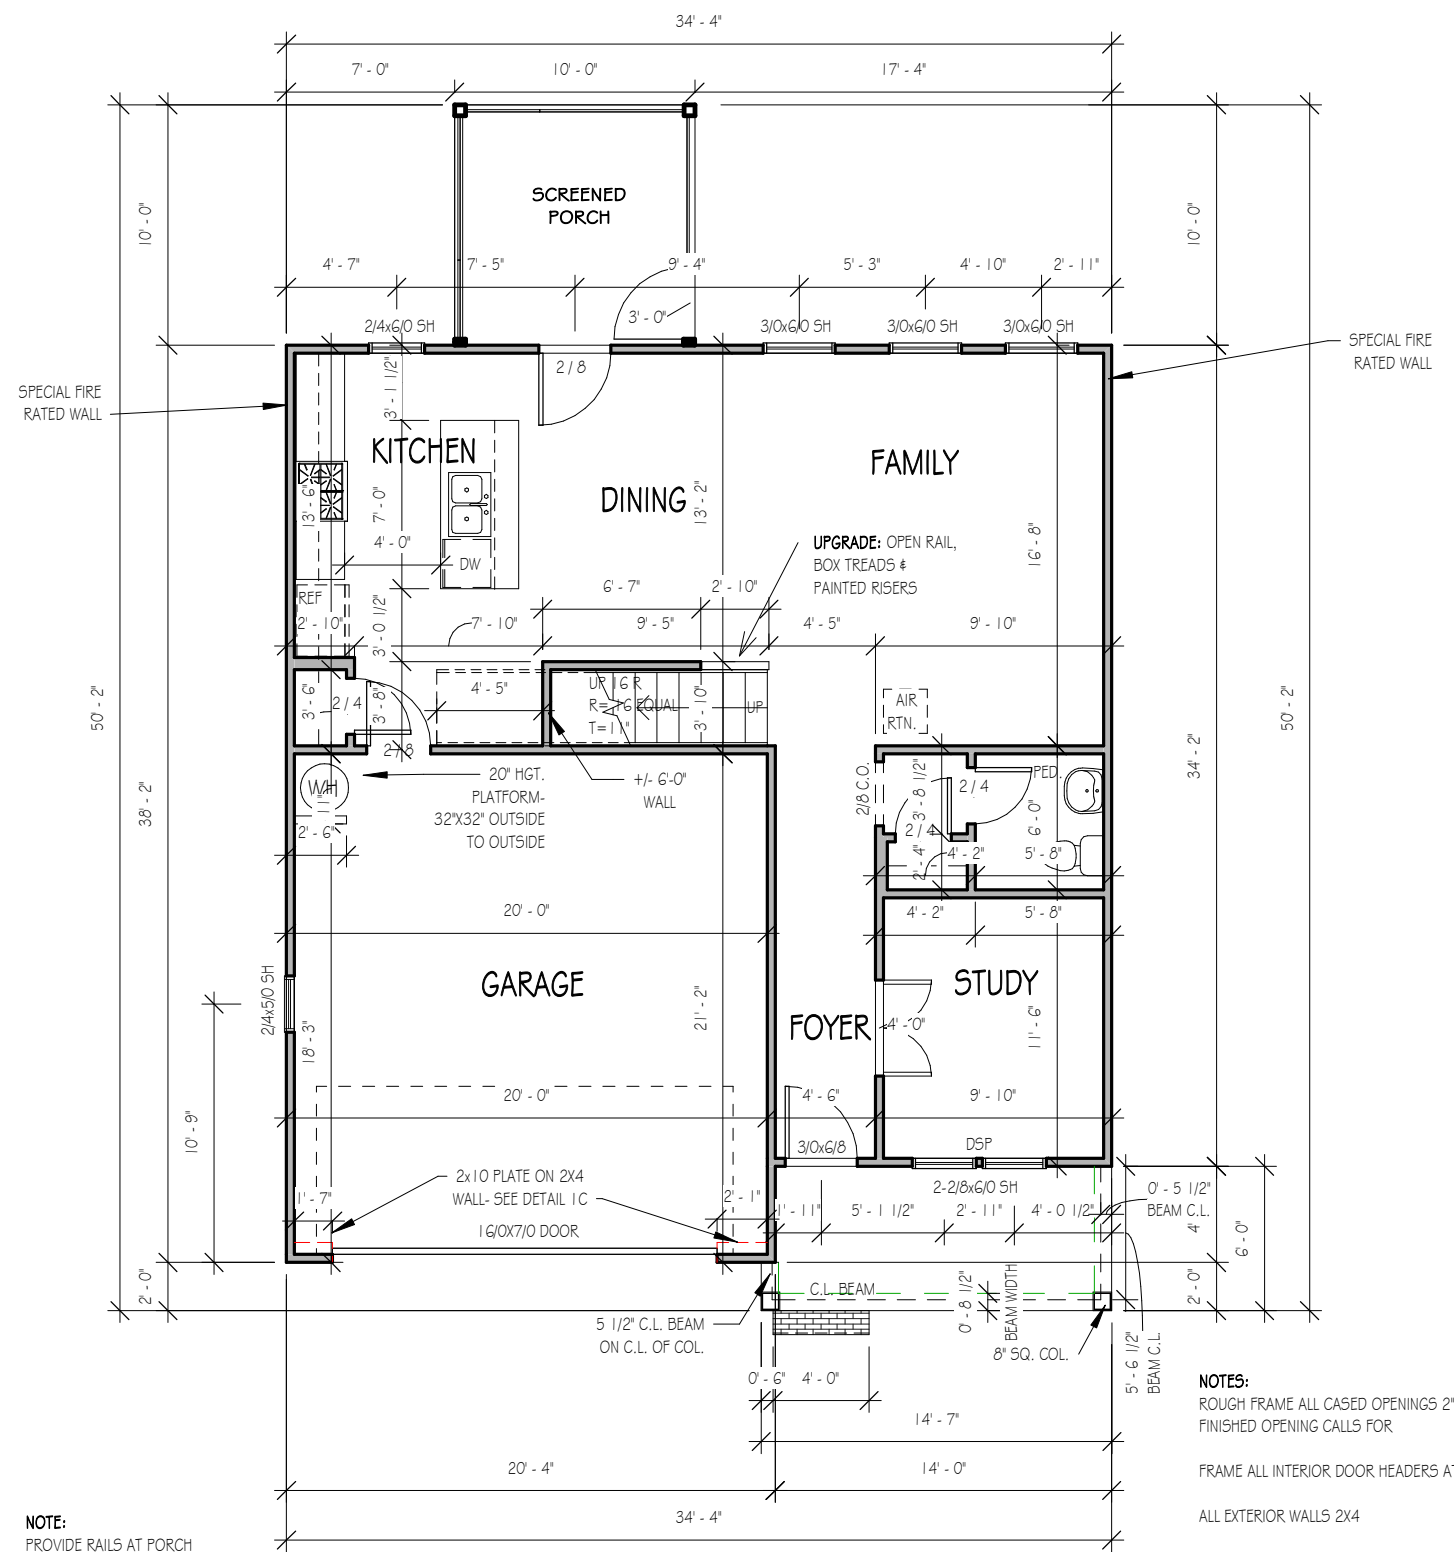 34' - 4"
7' - 0" 10' - 0" 17' - 4"
SCREENED
PORCH
10' - 0"
10' - 0"
4' - 7" 7' - 5" 9' - 4" 5' - 3" 4' - 10" 2' - 11"
3' - 0"
2/4x6/0 SH 3/0x6/0 SH 3/0x6/0 SH 3/0x6/0 SH
SPECIAL FIRE
RATED WALL
SPECIAL FIRE
RATED WALL
2 / 8
3' - 1 1/2"
KITCHEN
FAMILY
DINING
13' - 6"
7' - 0"
13' - 2"
4' - 0"
DW
UPGRADE: OPEN RAIL,
BOX TREADS &
PAINTED RISERS
16' - 8"
REF
6' - 7" 2' - 10"
2' - 10" 7' - 10" 9' - 5" 4' - 5" 9' - 10"
3' - 0 1/2"
50' - 2"
50' - 2"
3' - 6"
2 / 4
3' - 8"
4' - 5"
UP 16 R
R= .16 EQUAL
T=11"
3' - 10"
UP
AIR
RTN.
2/8
38' - 2"
34' - 2"
W/H
11"
2' - 6"
20" HGT.
PLATFORM-
32"X32" OUTSIDE
TO OUTSIDE
+/- 6'-0"
WALL
2/8 C.O.
3' - 8 1/2"
2 / 4
PED.
2 / 4
6' - 0"
2' - 4"
4' - 2" 5' - 8"
20' - 0"
4' - 2" 5' - 8"
GARAGE
STUDY
FOYER
4' - 0"
2/4x5/0 SH
18' - 3"
21' - 2"
11' - 6"
10' - 9"
20' - 0" 4' - 6" 9' - 10"
3/0x6/8
DSP
2x10 PLATE ON 2X4
WALL- SEE DETAIL 1C
2-2/8x6/0 SH
1' - 7"
2' - 1"
1' - 11" 5' - 1 1/2" 2' - 11" 4' - 0 1/2"
0' - 5 1/2"
BEAM C.L.
16/0X7/0 DOOR
4'
6' - 0"
2' - 0"
2' - 0"
C.L. BEAM
0' - 8 1/2"
BEAM WIDTH
5 1/2" C.L. BEAM
ON C.L. OF COL.
8" SQ. COL.
5' - 6 1/2"
BEAM C.L.
0' - 6" 4' - 0"
14' - 7"
20' - 4" 14' - 0"
34' - 4"
NOTES:
ROUGH FRAME ALL CASED OPENINGS 2"
FINISHED OPENING CALLS FOR
FRAME ALL INTERIOR DOOR HEADERS AT
ALL EXTERIOR WALLS 2X4
NOTE:
PROVIDE RAILS AT PORCH